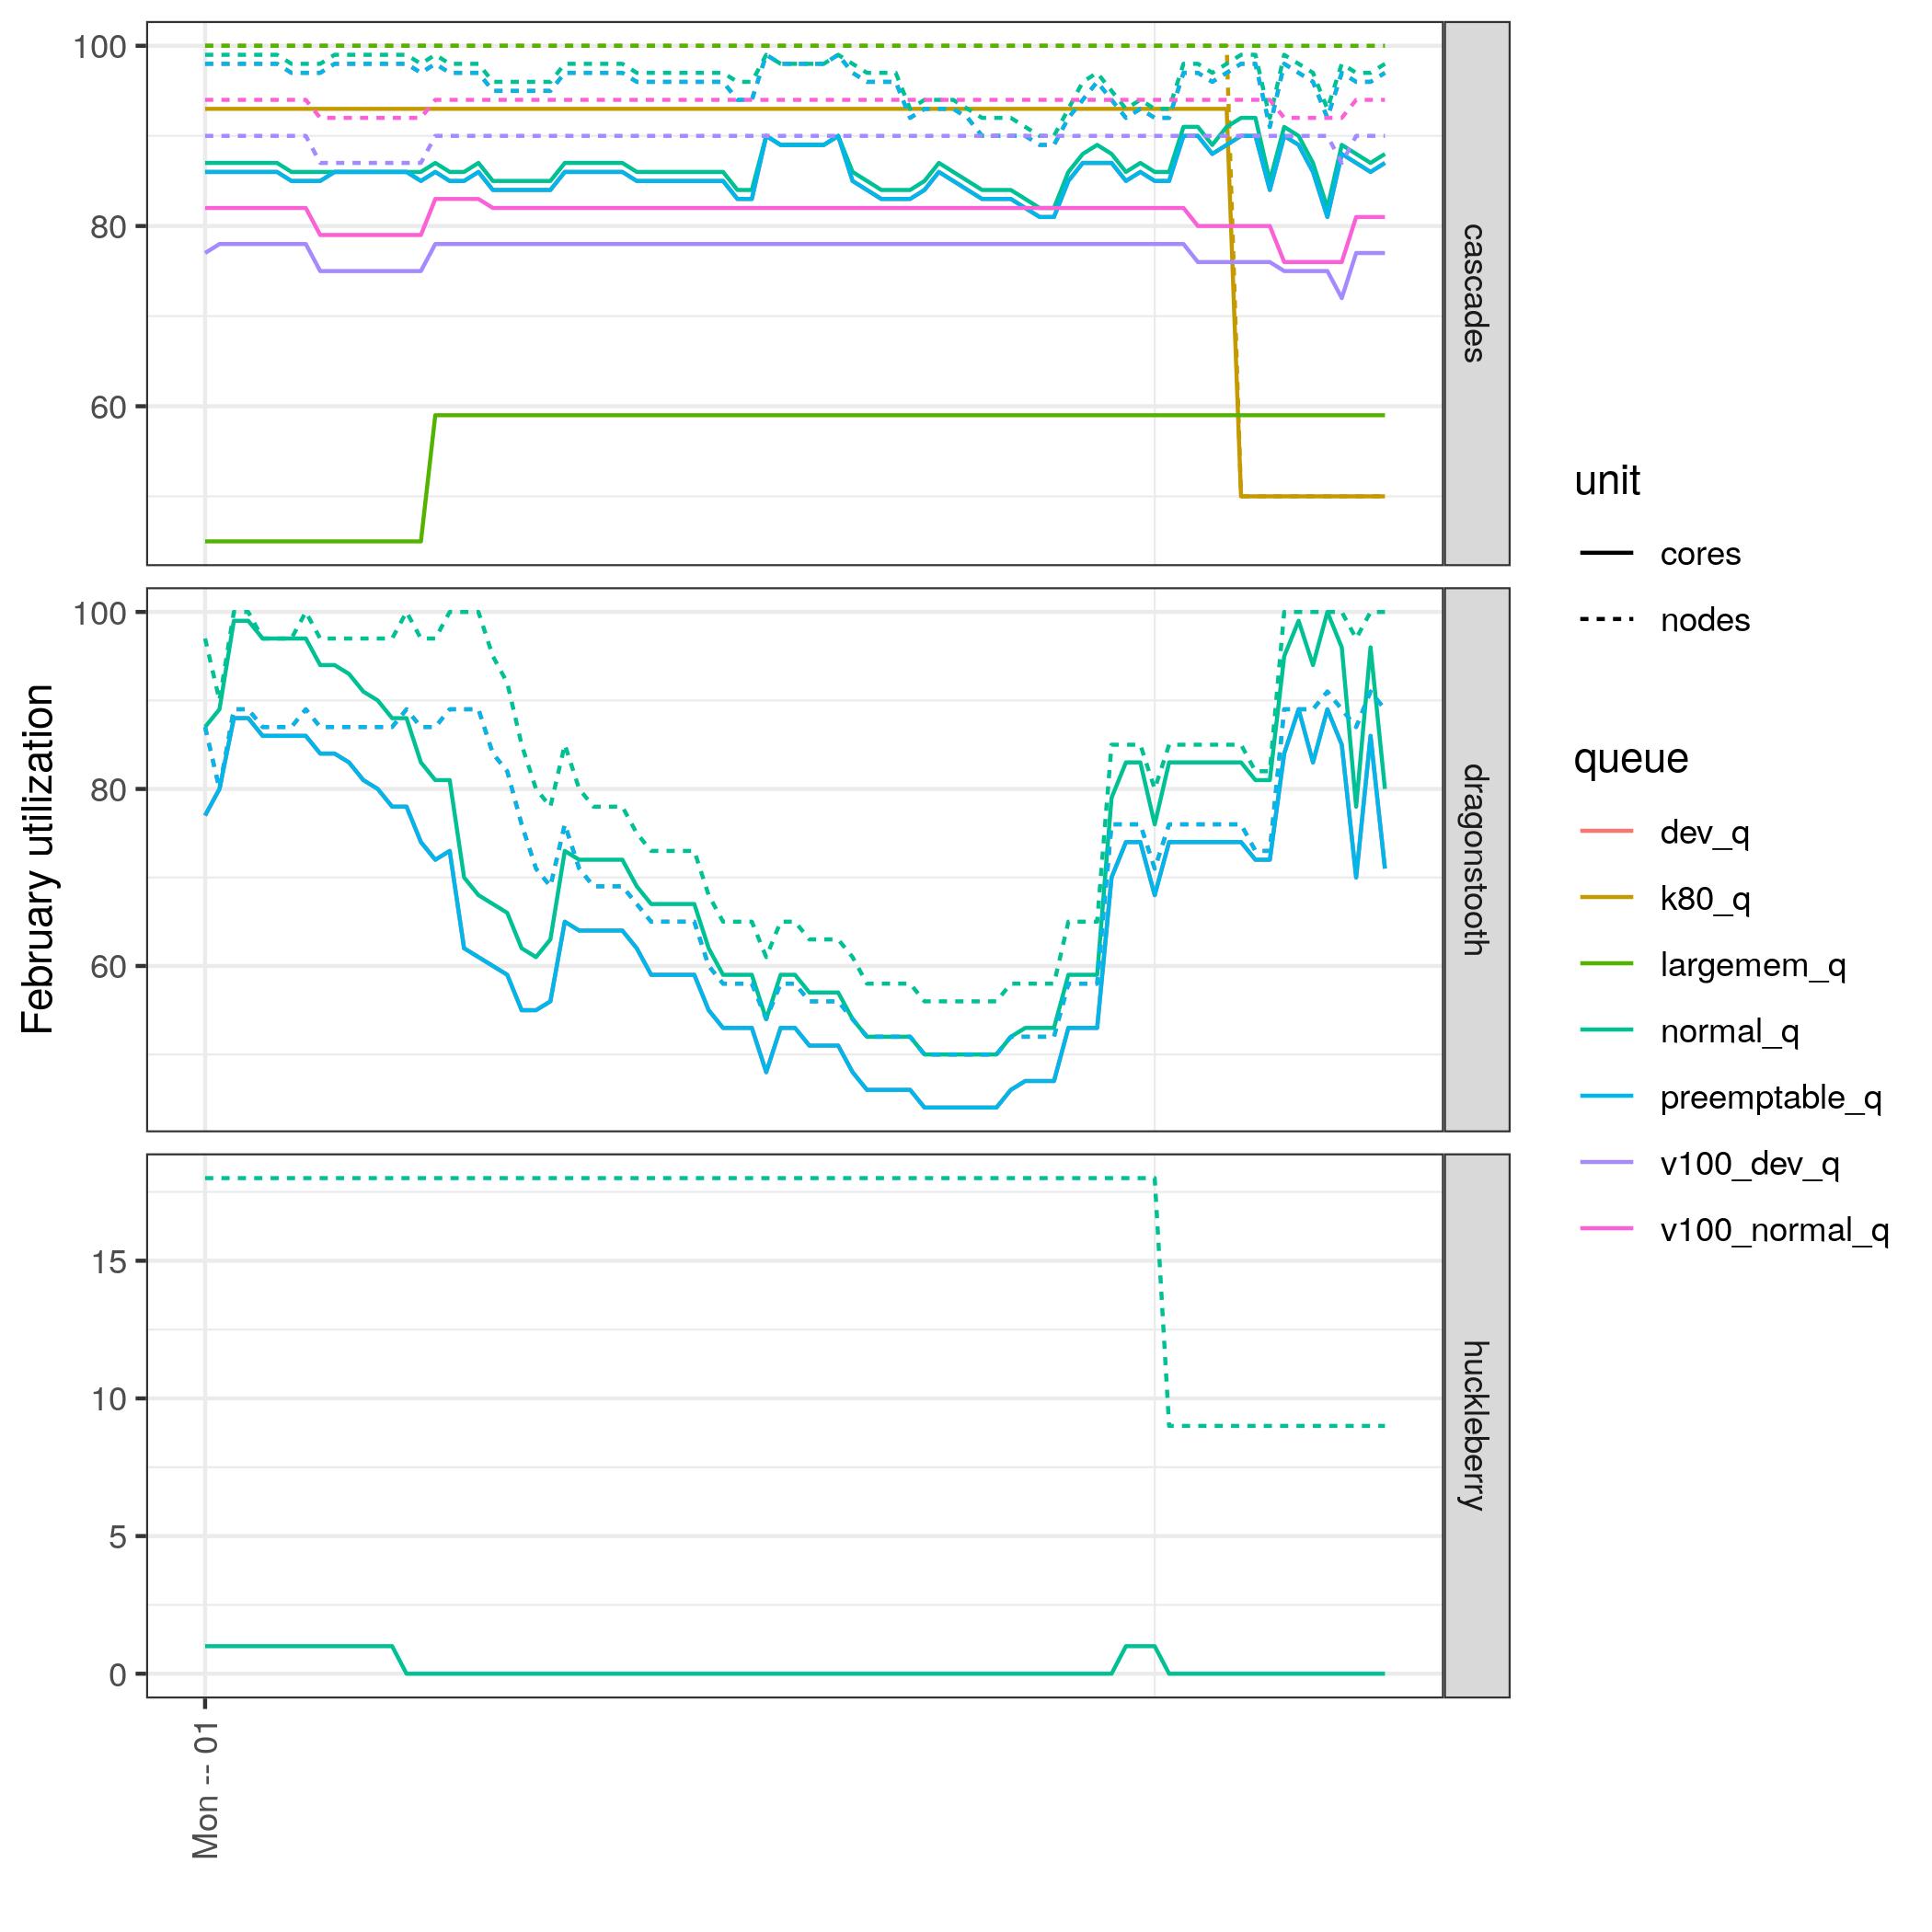 February utilization
100
80
60
cascades
100
80
60
dragonstooth
15
10
5
0
huckleberry
Mon -- 01
unit
cores
nodes
queue
dev_q
k80_q
largemem_q
normal_q
preemptable_q
v100_dev_q
v100_normal_q